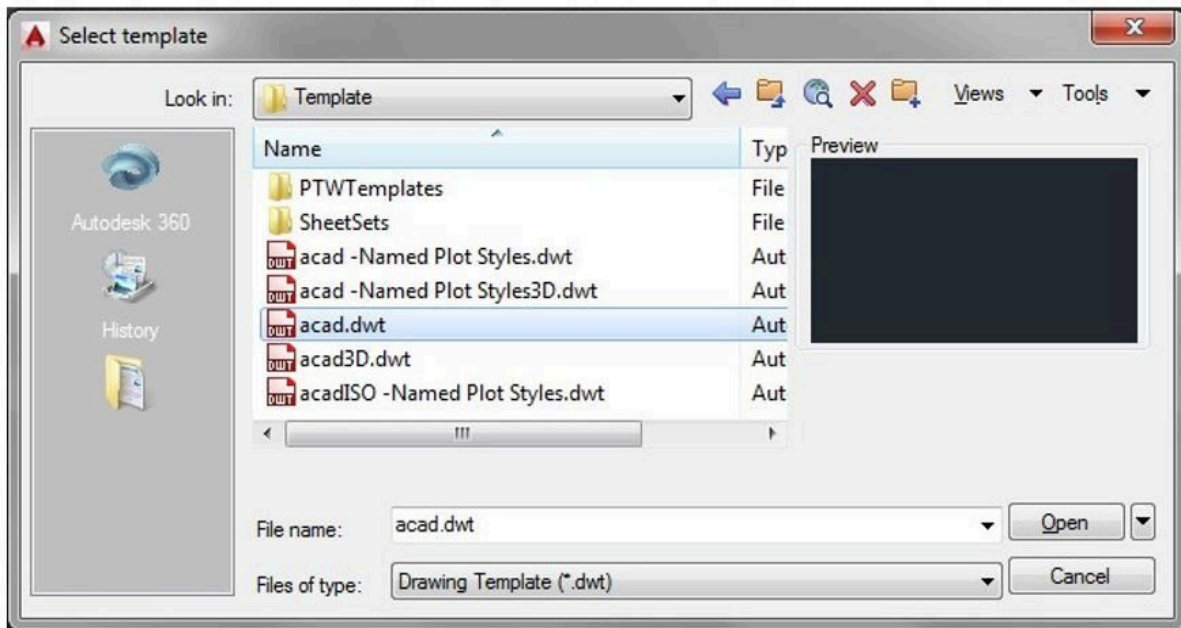 Select template
Look in: Template Views Tools
Name Typ Preview
PTWTemplates File
SheetSets File
acad -Named Plot Styles.dwt Aut
acad -Named Plot Styles3D.dwt Aut
acad.dwt Aut
acad3D.dwt Aut
acadISO -Named Plot Styles.dwt Aut
Autodesk 360
History
File name: acad.dwt Open
Files of type: Drawing Template (*.dwt) Cancel